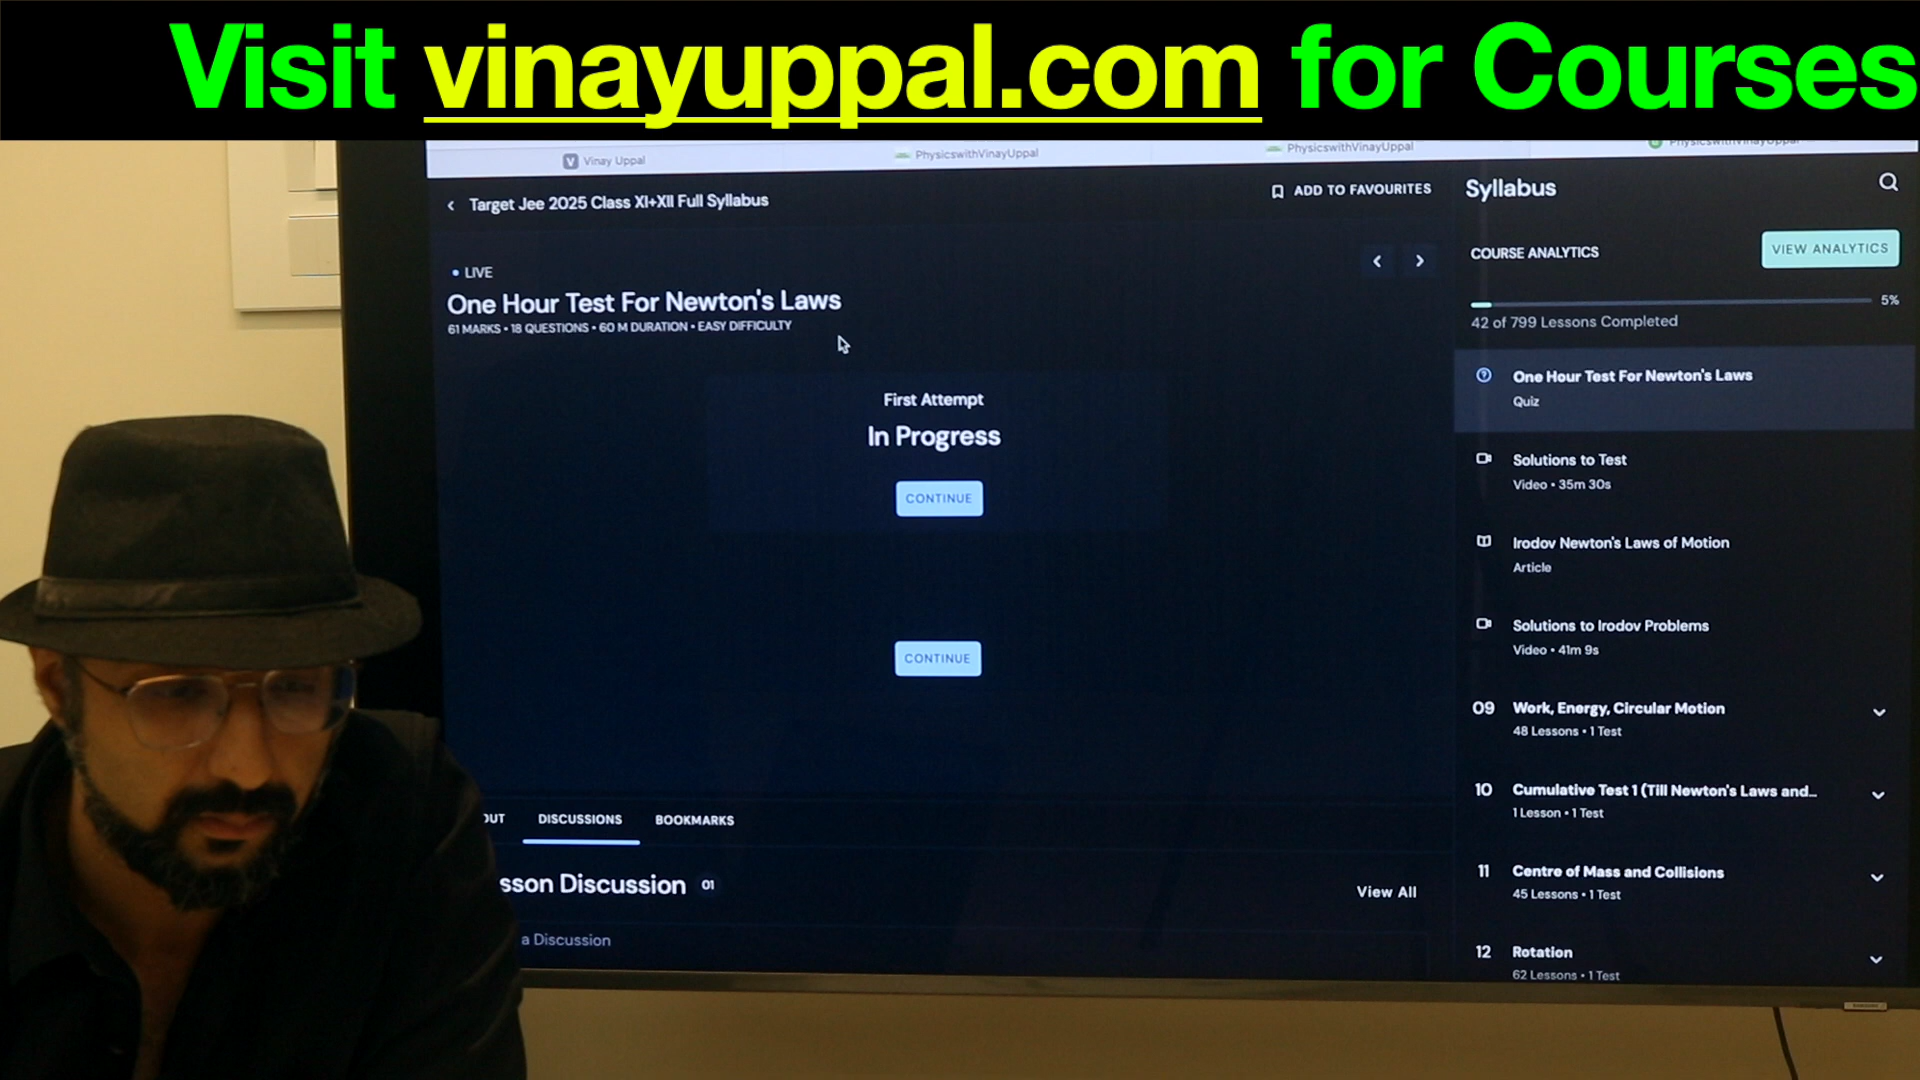 Visit vinayuppal.com for Courses
Vinay Uppal
PhysicswithVinayUppal
PhysicswithVinayUppal
PhysicswithVinayUppal
Target Jee 2025 Class XI+XII Full Syllabus
ADD TO FAVOURITES
LIVE
One Hour Test For Newton's Laws
61 MARKS • 18 QUESTIONS • 60 M DURATION • EASY DIFFICULTY
First Attempt
In Progress
CONTINUE
CONTINUE
OUT
DISCUSSIONS
BOOKMARKS
sson Discussion 01
View All
a Discussion
Syllabus
COURSE ANALYTICS
VIEW ANALYTICS
5%
42 of 799 Lessons Completed
One Hour Test For Newton's Laws
Quiz
Solutions to Test
Video • 35m 30s
Irodov Newton's Laws of Motion
Article
Solutions to Irodov Problems
Video • 41m 9s
09 Work, Energy, Circular Motion
48 Lessons • 1 Test
10 Cumulative Test 1 (Till Newton's Laws and...
1 Lesson • 1 Test
11 Centre of Mass and Collisions
45 Lessons • 1 Test
12 Rotation
62 Lessons • 1 Test